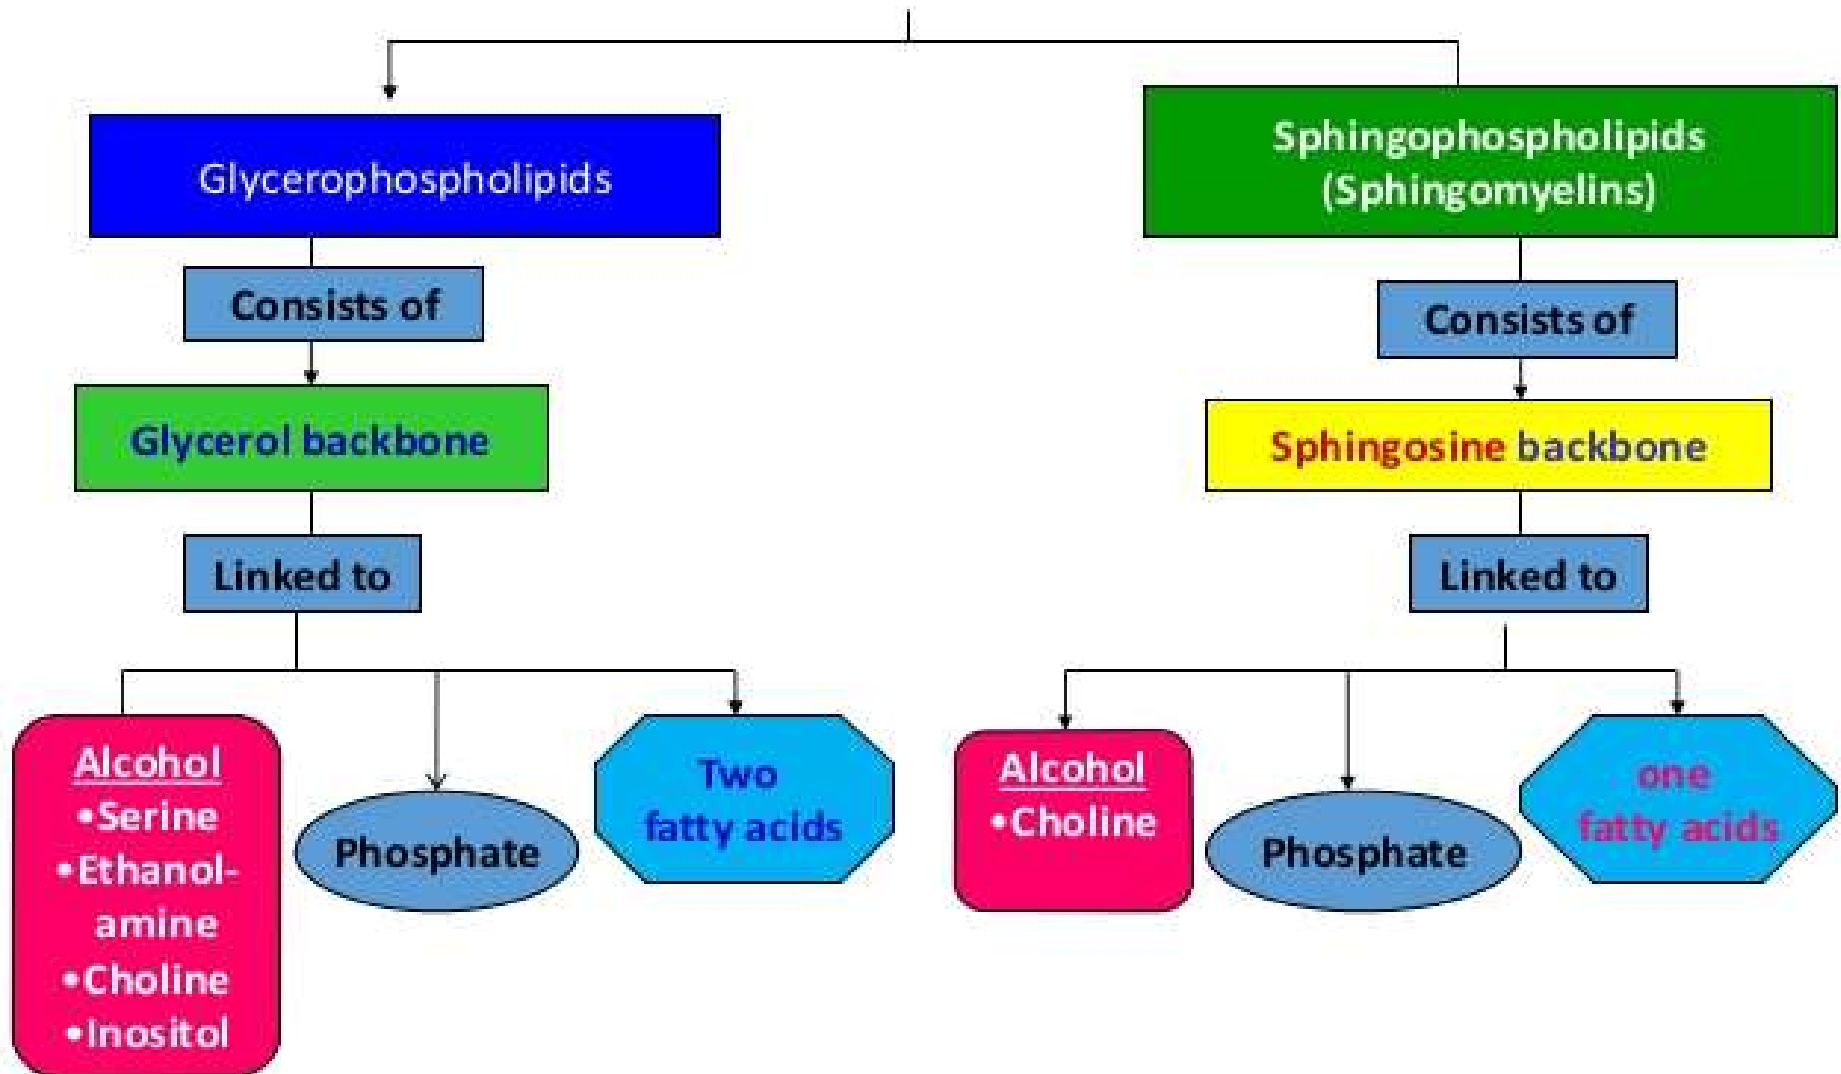 Glycerophospholipids
Consists of
Glycerol backbone
Linked to
Alcohol
•Serine
•Ethanol-
amine
•Choline
•Inositol
Phosphate
Two
fatty acids
Sphingophospholipids
(Sphingomyelins)
Consists of
Sphingosine backbone
Linked to
Alcohol
•Choline
Phosphate
one
fatty acids